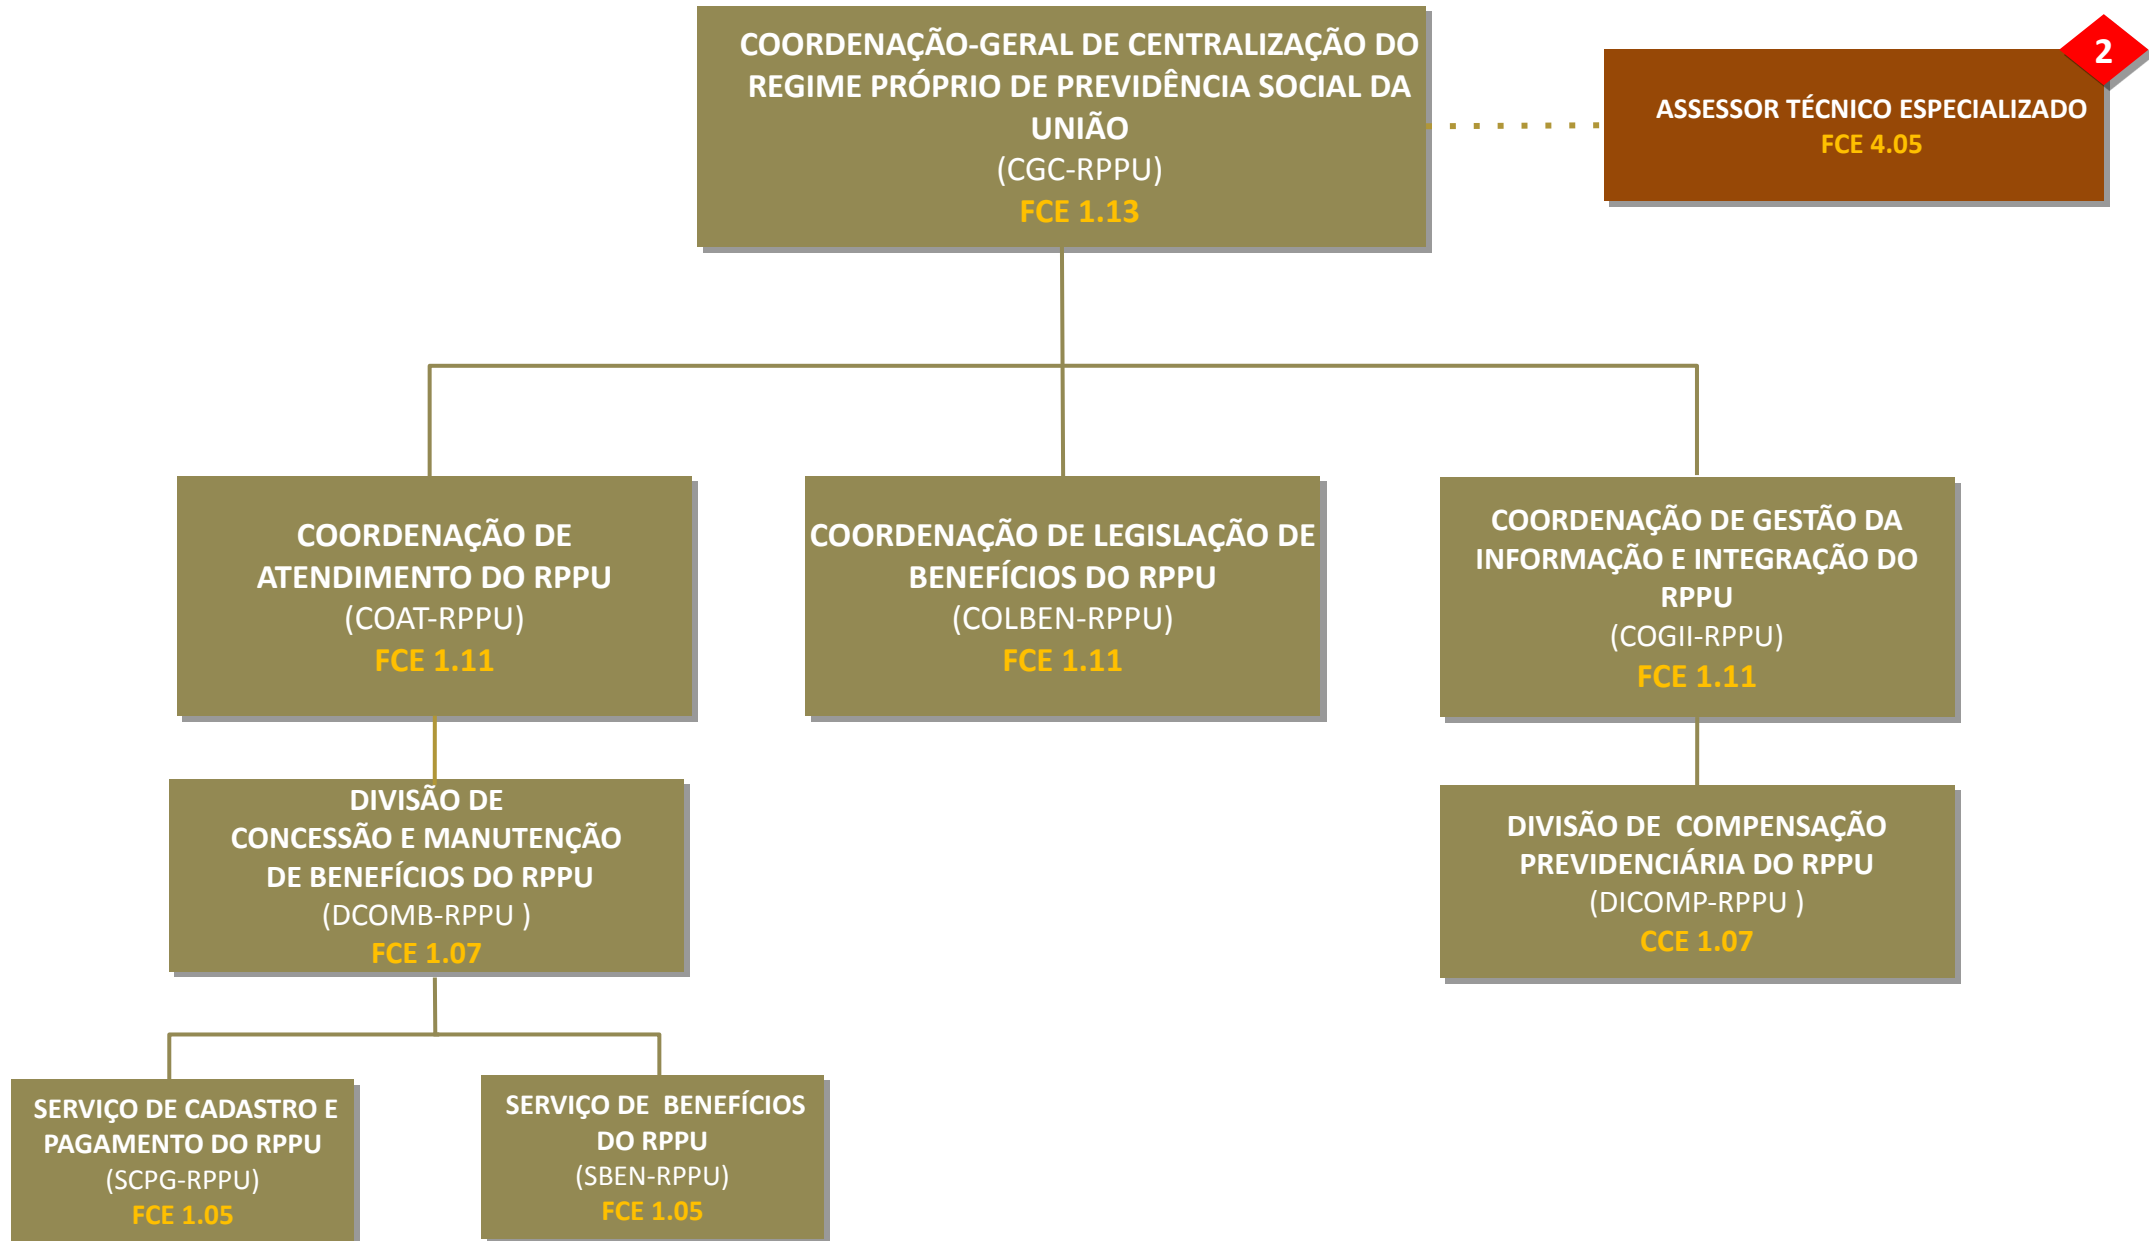 COORDENAÇÃO-GERAL DE CENTRALIZAÇÃO DO
REGIME PRÓPRIO DE PREVIDÊNCIA SOCIAL DA
UNIÃO
(CGC-RPPU)
FCE 1.13
2
ASSESSOR TÉCNICO ESPECIALIZADO
FCE 4.05
COORDENAÇÃO DE
ATENDIMENTO DO RPPU
(COAT-RPPU)
FCE 1.11
COORDENAÇÃO DE LEGISLAÇÃO DE
BENEFÍCIOS DO RPPU
(COLBEN-RPPU)
FCE 1.11
COORDENAÇÃO DE GESTÃO DA
INFORMAÇÃO E INTEGRAÇÃO DO
RPPU
(COGII-RPPU)
FCE 1.11
DIVISÃO DE
CONCESSÃO E MANUTENÇÃO
DE BENEFÍCIOS DO RPPU
(DCOMB-RPPU )
FCE 1.07
DIVISÃO DE  COMPENSAÇÃO
PREVIDENCIÁRIA DO RPPU
(DICOMP-RPPU )
CCE 1.07
SERVIÇO DE CADASTRO E
PAGAMENTO DO RPPU
(SCPG-RPPU)
FCE 1.05
SERVIÇO DE  BENEFÍCIOS
DO RPPU
(SBEN-RPPU)
FCE 1.05